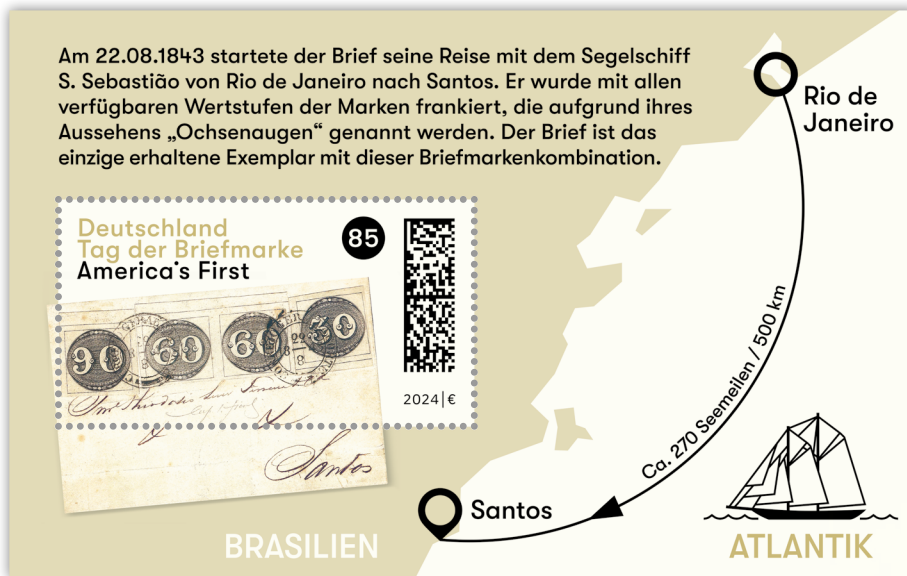 Am 22.08.1843 startete der Brief seine Reise mit dem Segelschiff
S. Sebastião von Rio de Janeiro nach Santos. Er wurde mit allen
verfügbaren Wertstufen der Marken frankiert, die aufgrund ihres
Aussehens „Ochsenaugen“ genannt werden. Der Brief ist das
einzige erhaltene Exemplar mit dieser Briefmarkenkombination.
Rio de
Janeiro
Deutschland
Tag der Briefmarke
America's First
85
90 60 60 30
2024|€
Santos
Ca. 270 Seemeilen / 500 km
Santos
BRASILIEN
ATLANTIK